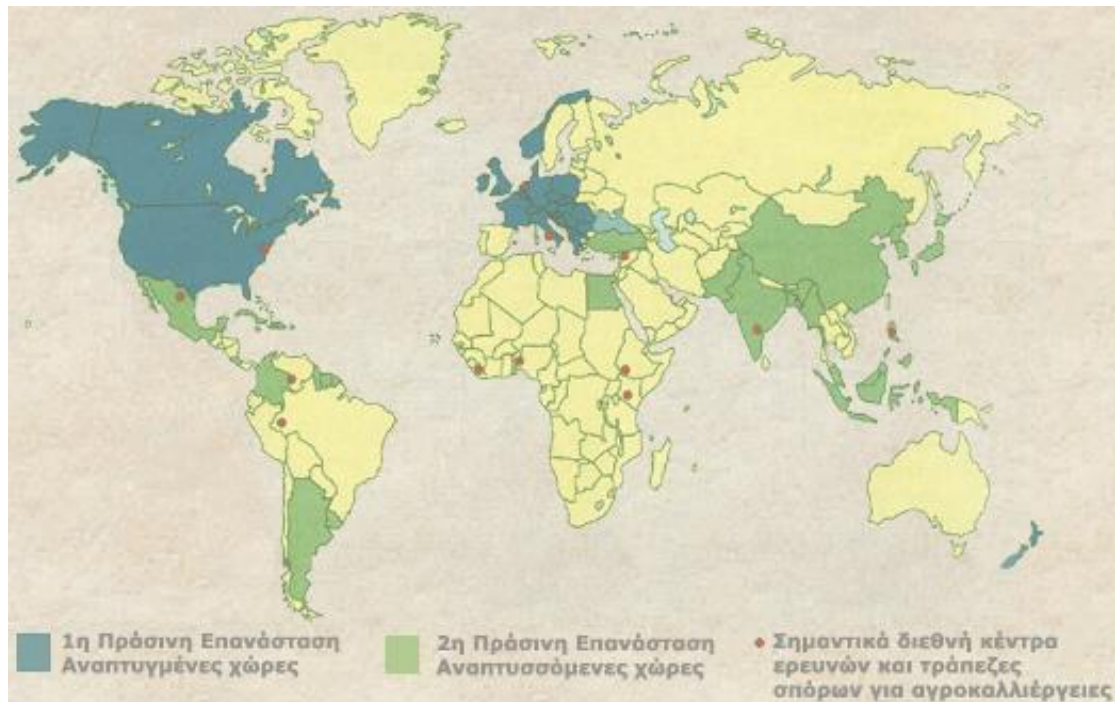 1η Πράσινη Επανάσταση
Αναπτυγμένες χώρες
2η Πράσινη Επανάσταση
Αναπτυσσόμενες χώρες
Σημαντικά διεθνή κέντρα
ερευνών και τράπεζες
σπόρων για αγροκαλλιέργειες